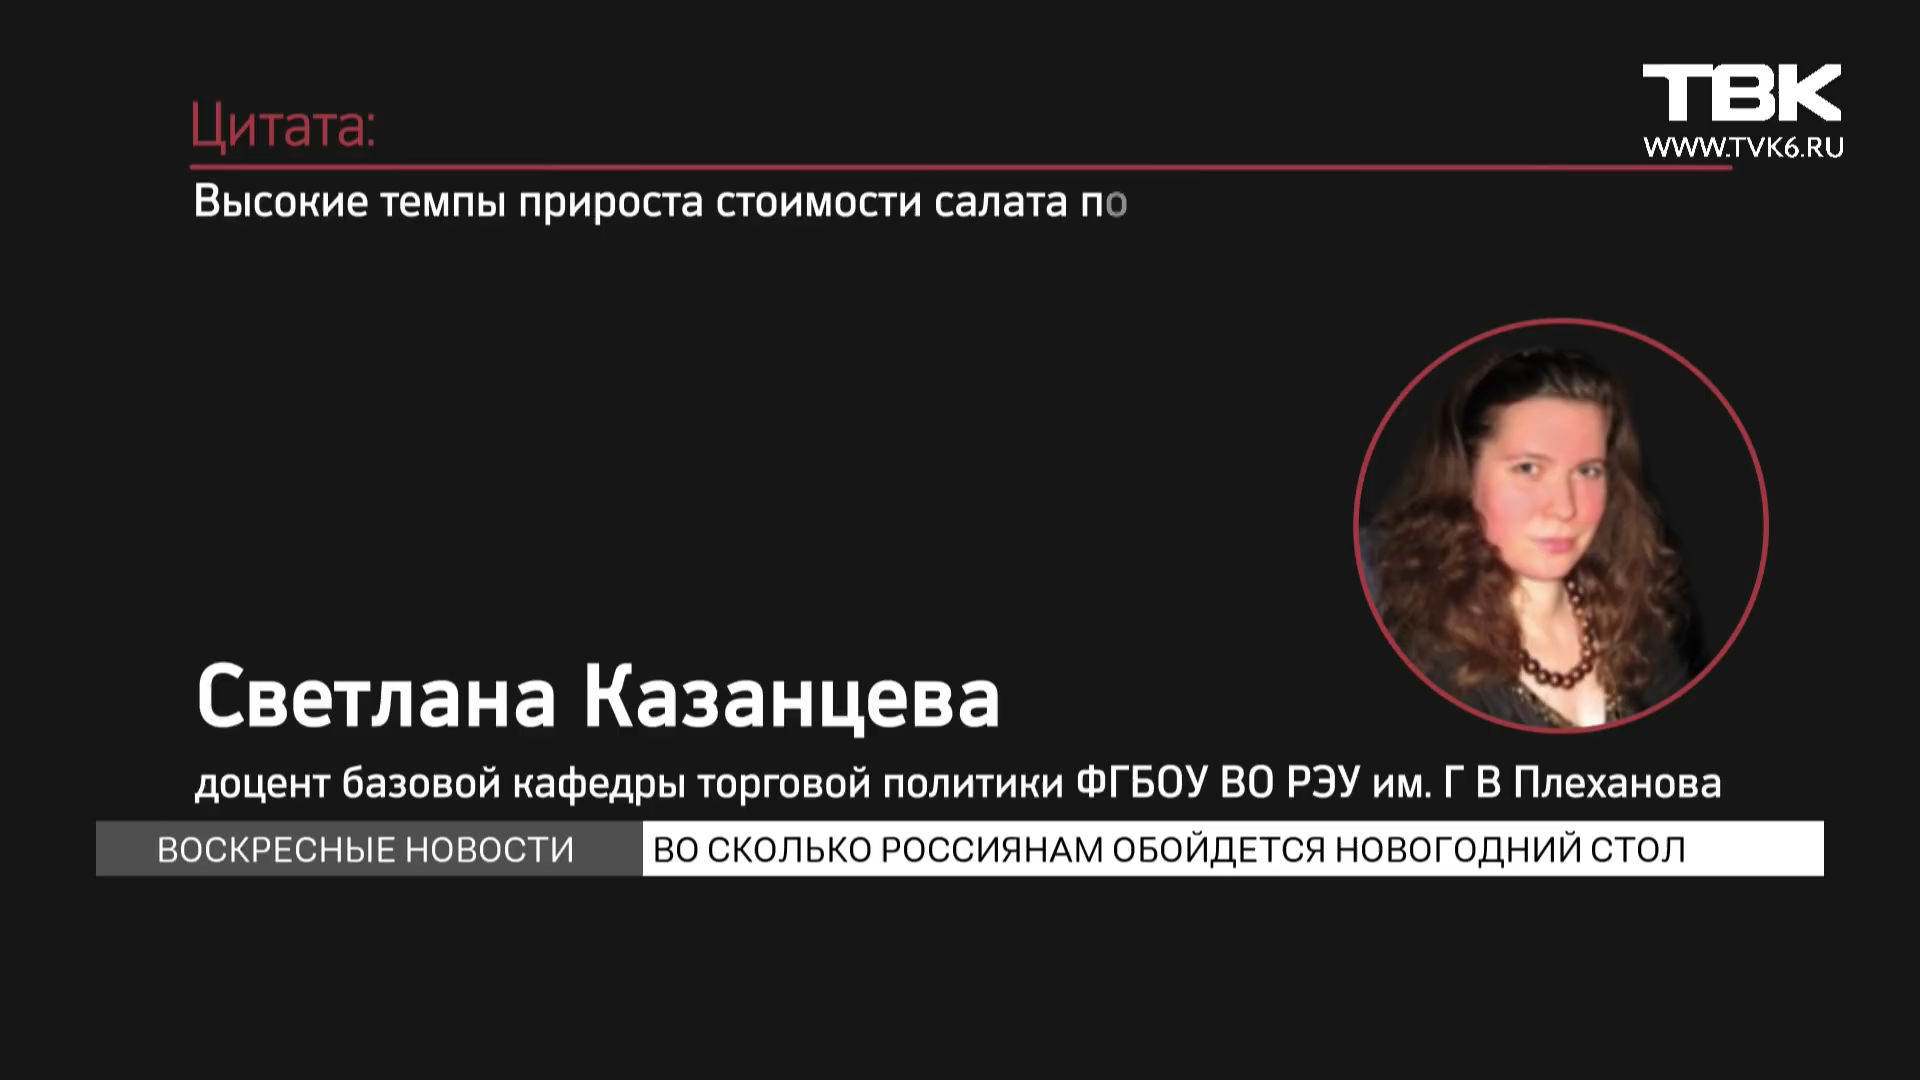 ТВК
WWW.TVK6.RU
Цитата:
Высокие темпы прироста стоимости салата по
Светлана Казанцева
доцент базовой кафедры торговой политики ФГБОУ ВО РЭУ им. Г В Плеханова
ВОСКРЕСНЫЕ НОВОСТИ
ВО СКОЛЬКО РОССИЯНАМ ОБОЙДЕТСЯ НОВОГОДНИЙ СТОЛ